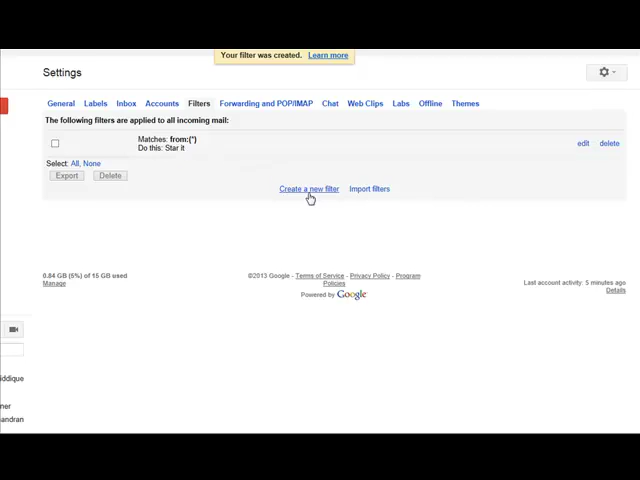 Your filter was created. Learn more
Settings
General Labels Inbox Accounts Filters Forwarding and POP/IMAP Chat Web Clips Labs Offline Themes
The following filters are applied to all incoming mail:
Matches: from:(*)
Do this: Star it
edit delete
Select: All, None
Export Delete
Create a new filter Import filters
0.84 GB (5%) of 15 GB used
Manage
©2013 Google - Terms of Service - Privacy Policy - Program
Policies
Powered by Google
Last account activity: 5 minutes ago
Details
iddique
ner
andran